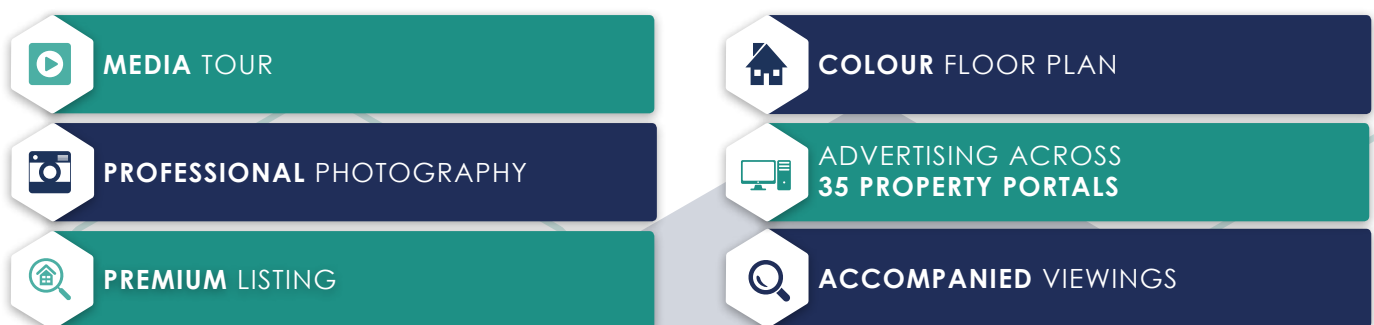 MEDIA TOUR
PROFESSIONAL PHOTOGRAPHY
PREMIUM LISTING
COLOUR FLOOR PLAN
ADVERTISING ACROSS
35 PROPERTY PORTALS
ACCOMPANIED VIEWINGS